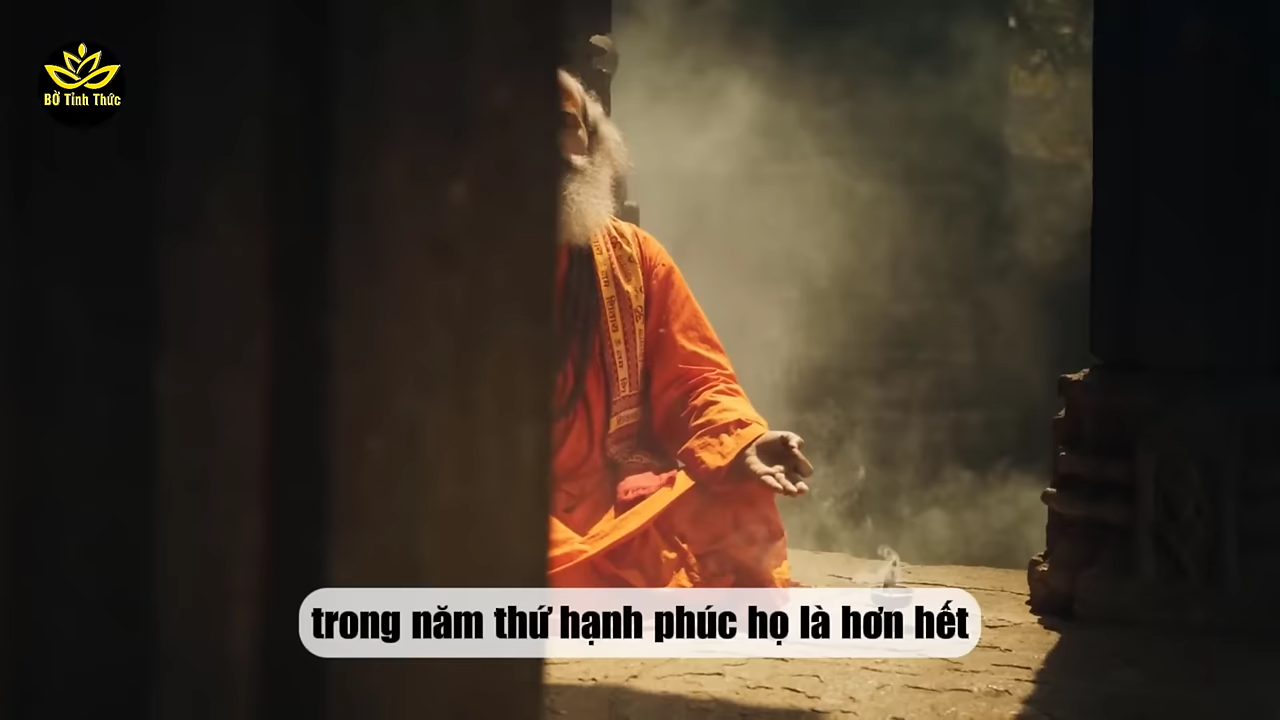 BỜ Tỉnh Thức
trong năm thứ hạnh phúc họ là hơn hết